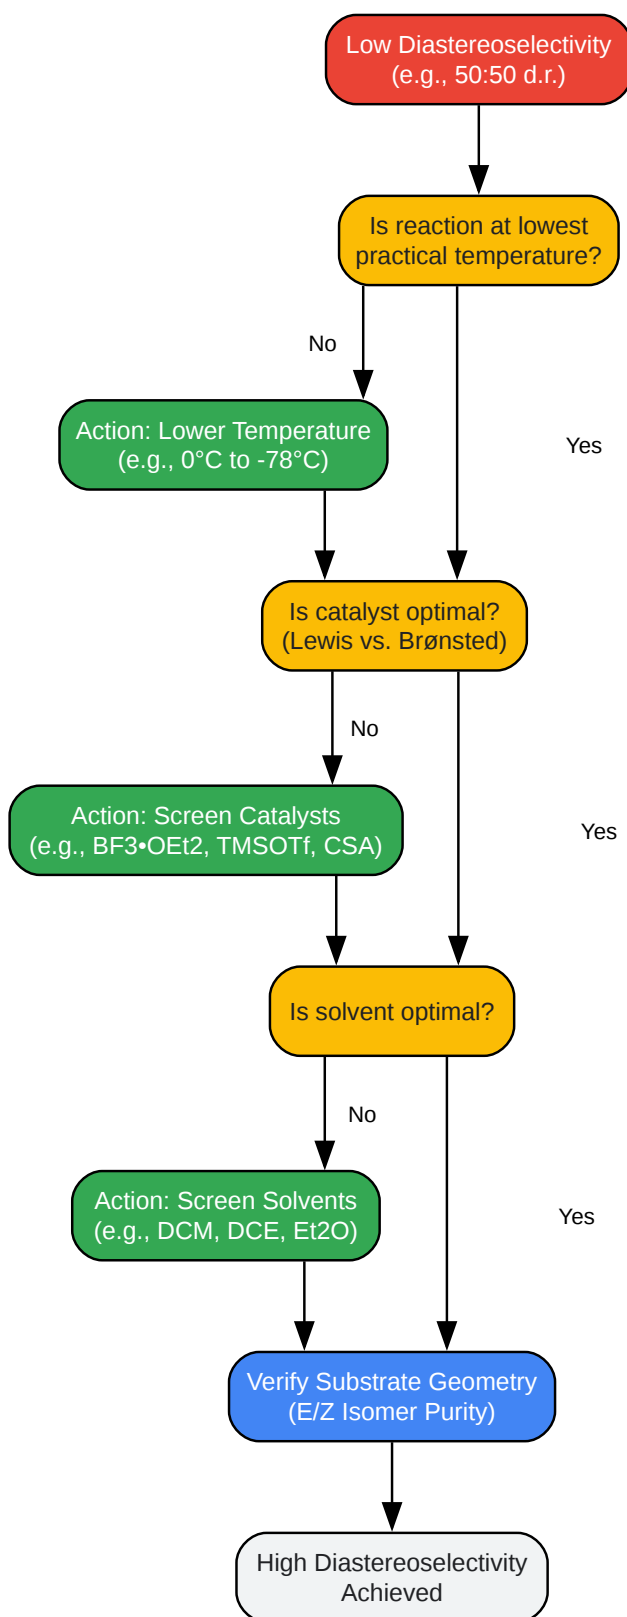 Low Diastereoselectivity
(e.g., 50:50 d.r.)
Is reaction at lowest
practical temperature?
No
Action: Lower Temperature
(e.g., 0°C to -78°C)
Yes
Is catalyst optimal?
(Lewis vs. Brønsted)
No
Action: Screen Catalysts
(e.g., BF3•OEt2, TMSOTf, CSA)
Yes
Is solvent optimal?
No
Action: Screen Solvents
(e.g., DCM, DCE, Et2O)
Yes
Verify Substrate Geometry
(E/Z Isomer Purity)
High Diastereoselectivity
Achieved